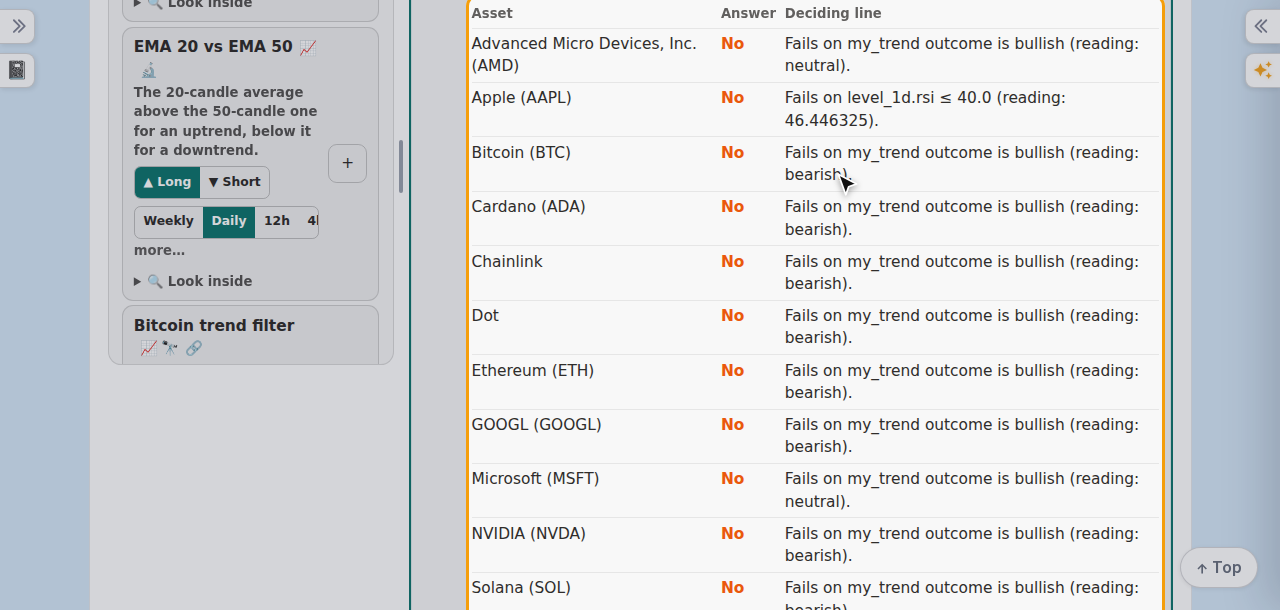 Look inside
EMA 20 vs EMA 50
The 20-candle average
above the 50-candle one
for an uptrend, below it
for a downtrend.
+
▲ Long ▼ Short
Weekly Daily 12h
more...
Look inside
Bitcoin trend filter
Asset Answer Deciding line
Advanced Micro Devices, Inc. (AMD) No Fails on my_trend outcome is bullish (reading: neutral).
Apple (AAPL) No Fails on level_1d.rsi ≤ 40.0 (reading: 46.446325).
Bitcoin (BTC) No Fails on my_trend outcome is bullish (reading: bearish).
Cardano (ADA) No Fails on my_trend outcome is bullish (reading: bearish).
Chainlink No Fails on my_trend outcome is bullish (reading: bearish).
Dot No Fails on my_trend outcome is bullish (reading: bearish).
Ethereum (ETH) No Fails on my_trend outcome is bullish (reading: bearish).
GOOGL (GOOGL) No Fails on my_trend outcome is bullish (reading: bearish).
Microsoft (MSFT) No Fails on my_trend outcome is bullish (reading: neutral).
NVIDIA (NVDA) No Fails on my_trend outcome is bullish (reading: bearish).
Solana (SOL) No Fails on my_trend outcome is bullish (reading:
↑ Top